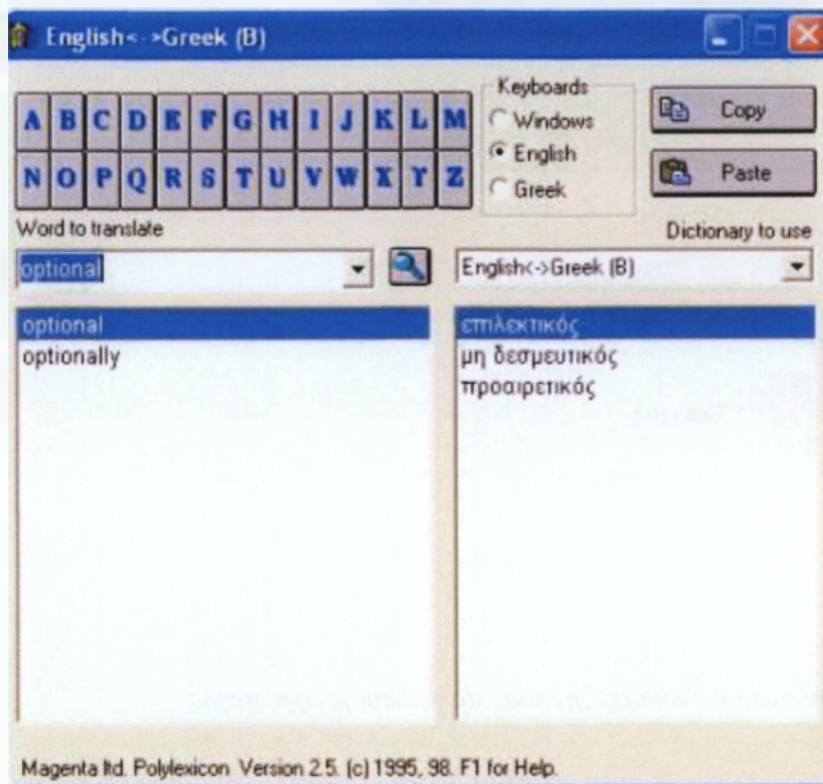 English<->Greek (B)
A B C D E F G H I J K L M
N O P Q R S T U V W X Y Z
Keyboards
Windows
English
Greek
Copy
Paste
Word to translate
Dictionary to use
optional
English<->Greek (B)
optional
optionally
επιλεκτικός
μη δεσμευτικός
προαιρετικός
Magenta ltd. Polylexicon. Version 2.5. (c) 1995, 98. F1 for Help.